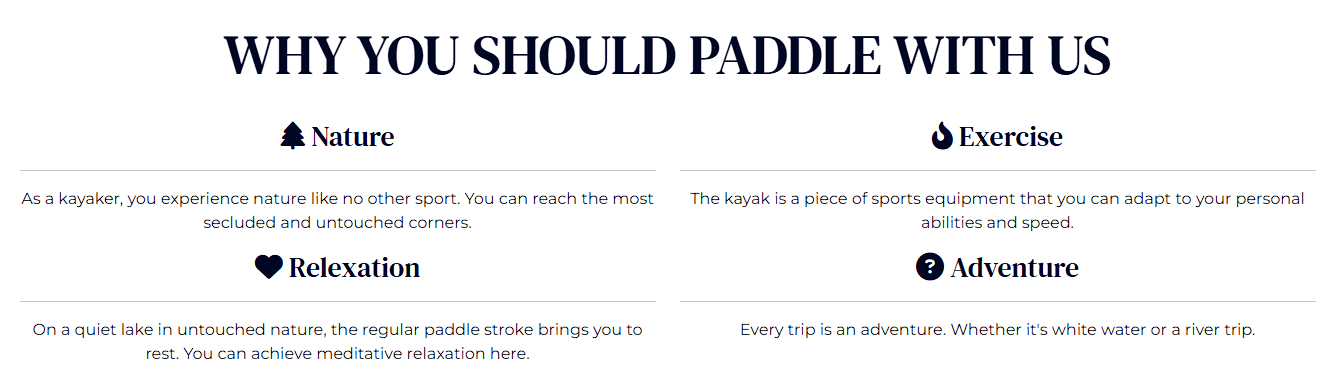 WHY YOU SHOULD PADDLE WITH US
Nature
As a kayaker, you experience nature like no other sport. You can reach the most
secluded and untouched corners.
Exercise
The kayak is a piece of sports equipment that you can adapt to your personal
abilities and speed.
Relexation
On a quiet lake in untouched nature, the regular paddle stroke brings you to
rest. You can achieve meditative relaxation here.
? Adventure
Every trip is an adventure. Whether it's white water or a river trip.